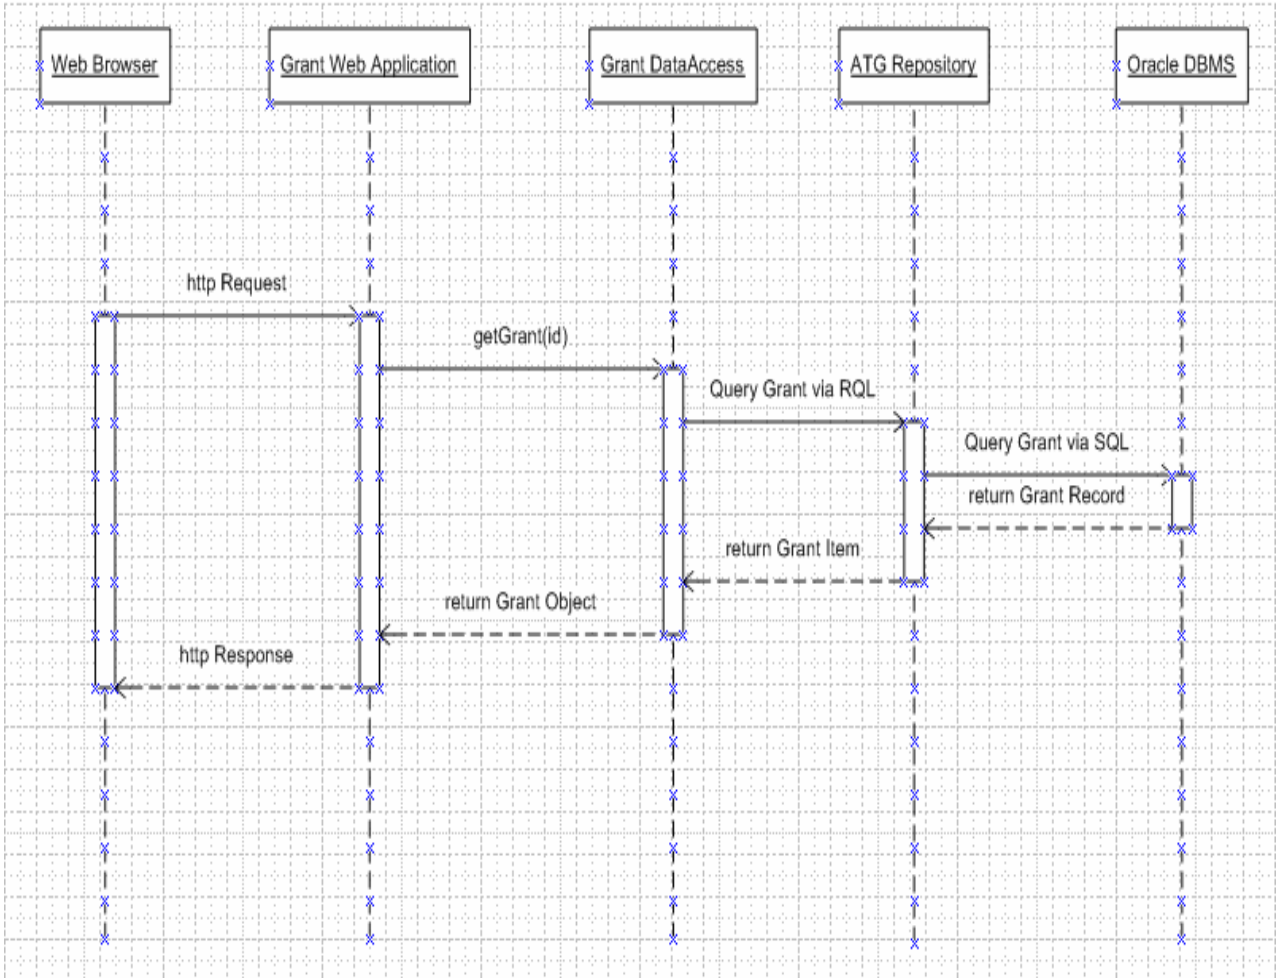 Web Browser
Grant Web Application
Grant DataAccess
ATG Repository
Oracle DBMS
http Request
getGrant(id)
Query Grant via RQL
Query Grant via SQL
return Grant Record
return Grant Item
return Grant Object
http Response